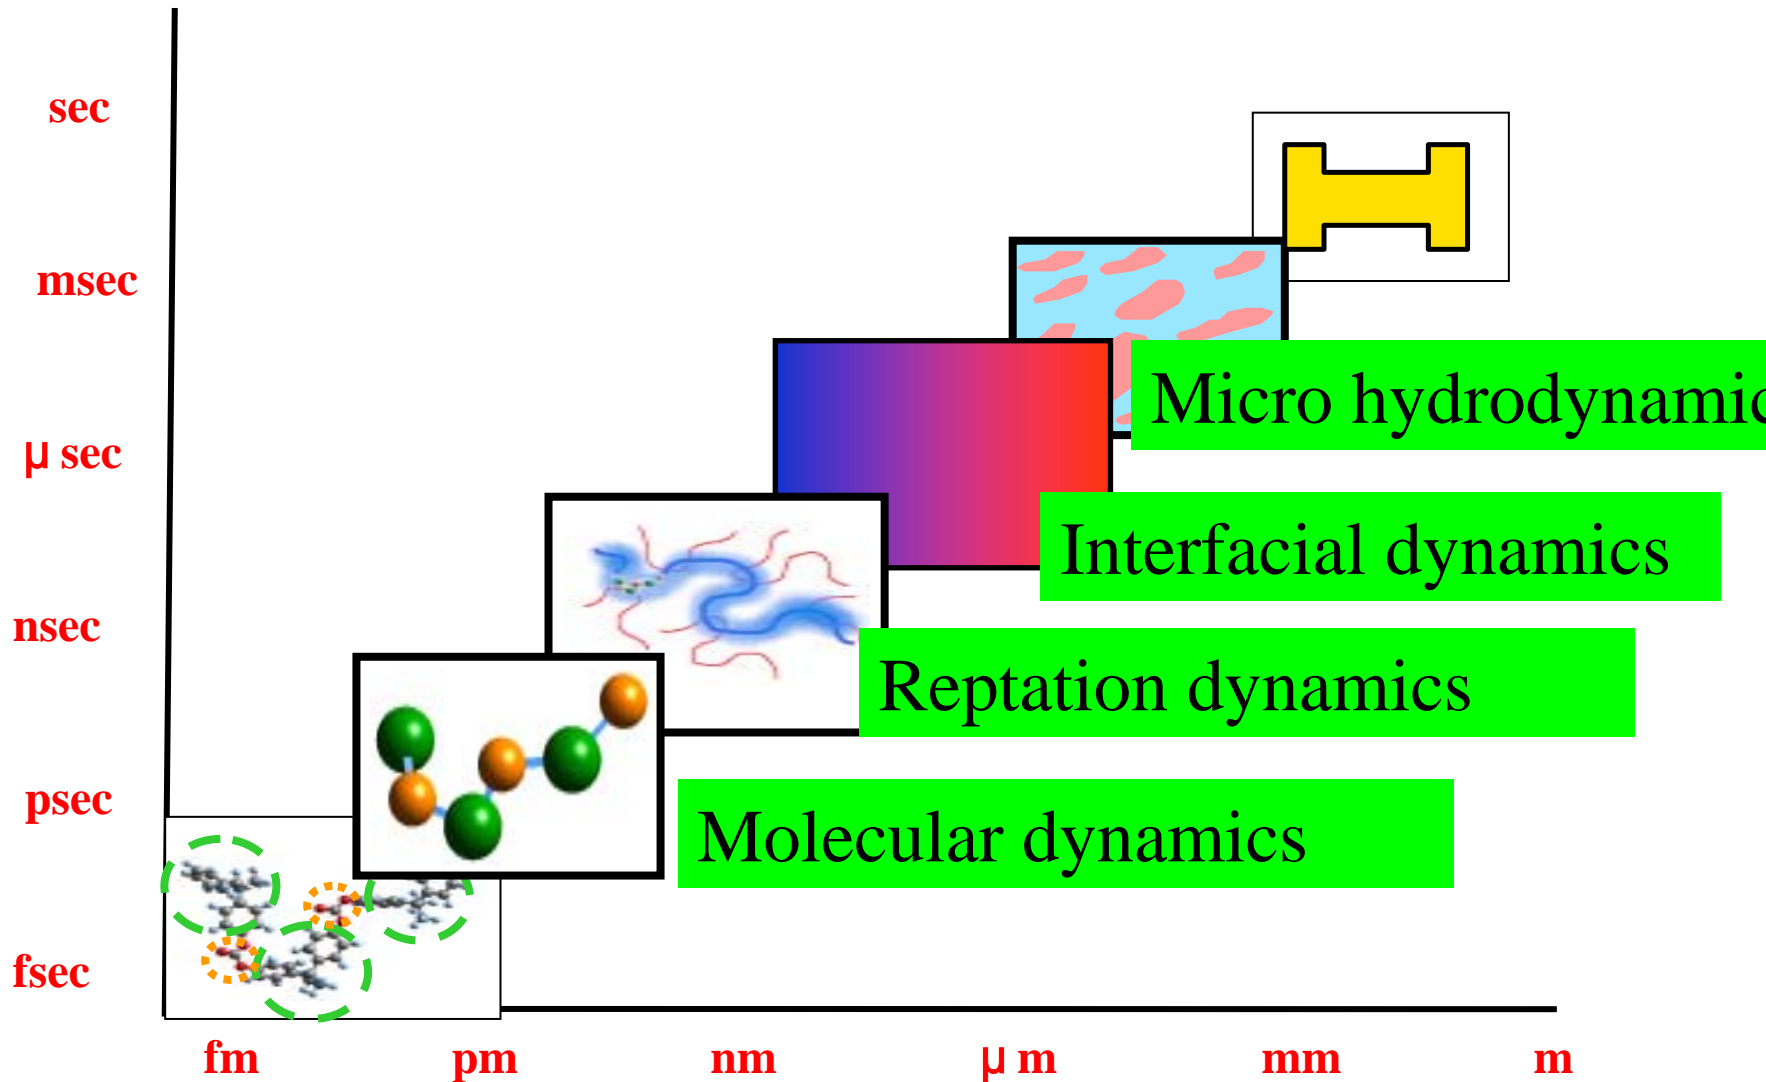 sec
msec
μ sec
nsec
psec
fsec
Micro hydrodynamic
Interfacial dynamics
Reptation dynamics
Molecular dynamics
fm pm nm μ m mm m